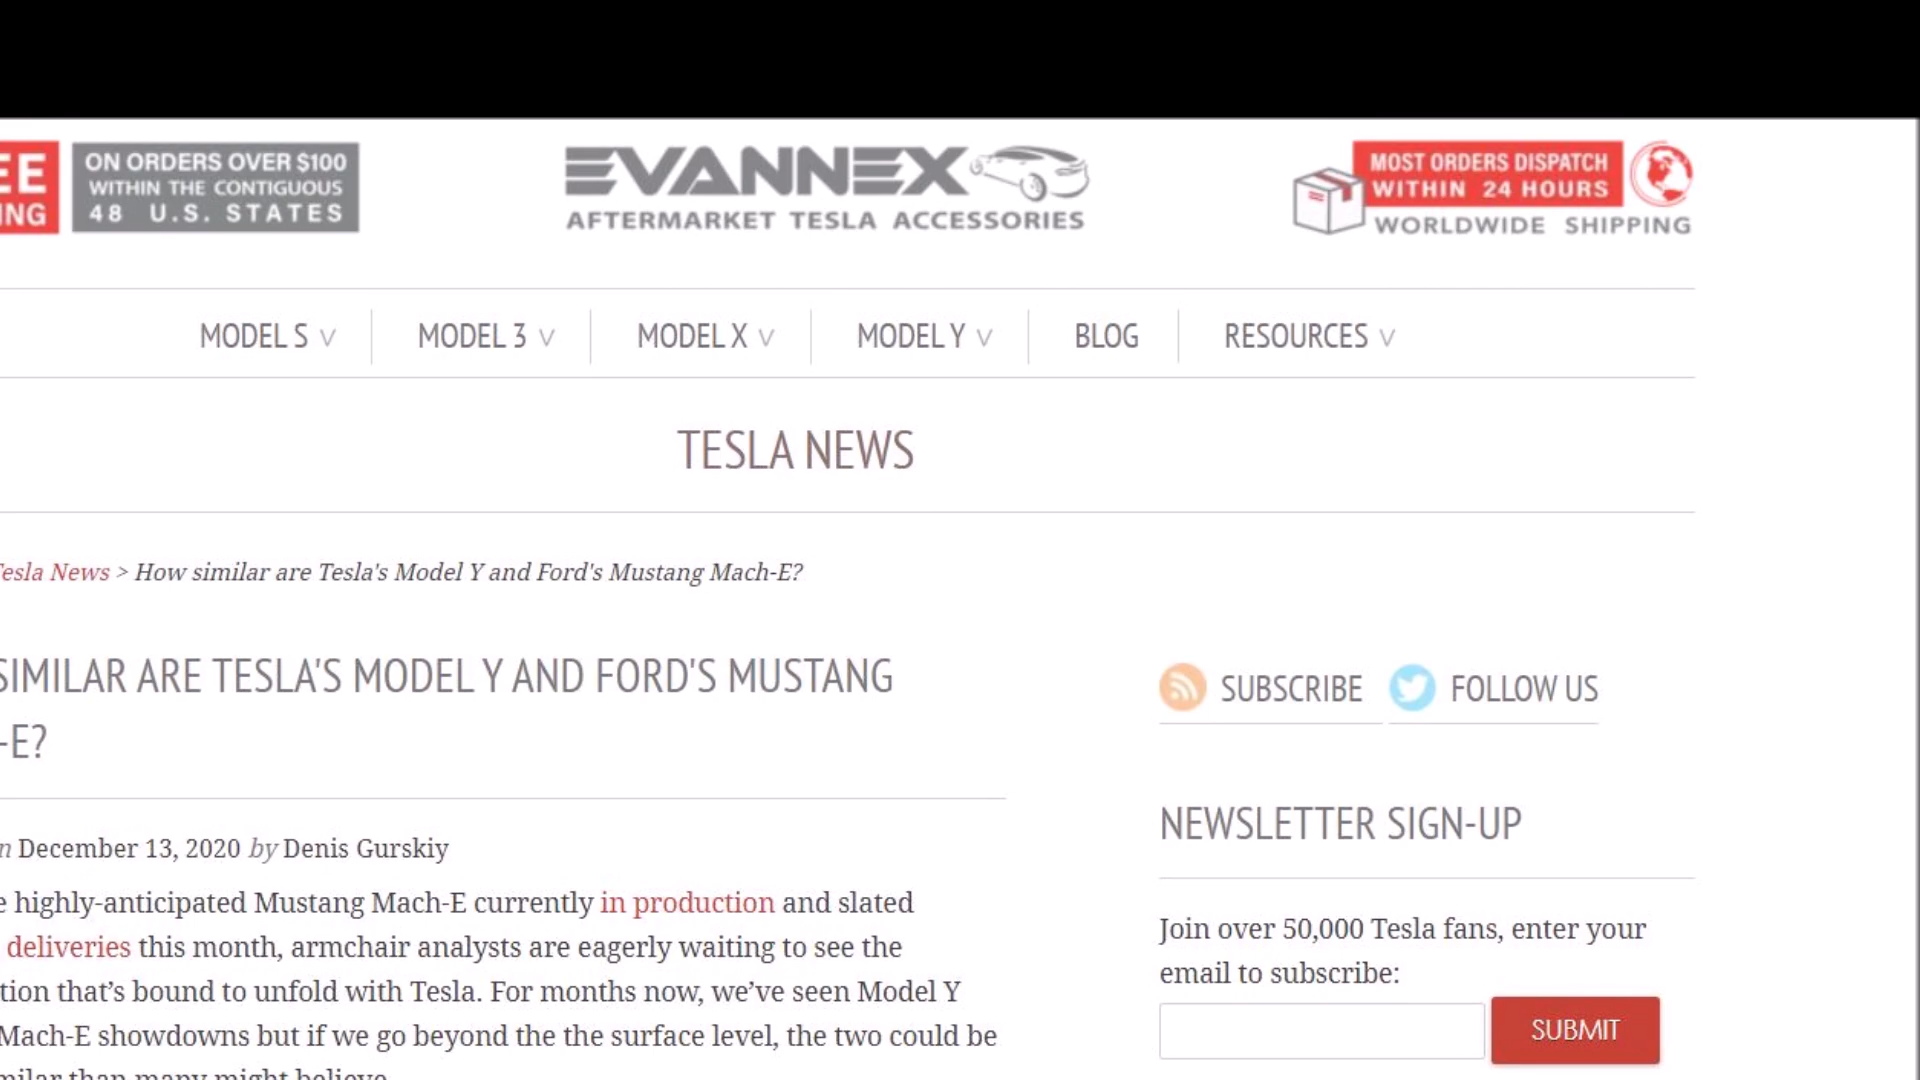 EE
ING
ON ORDERS OVER $100
WITHIN THE CONTIGUOUS
48 U.S. STATES
EVANNEX
AFTERMARKET TESLA ACCESSORIES
MOST ORDERS DISPATCH
WITHIN 24 HOURS
WORLDWIDE SHIPPING
MODEL S V MODEL 3 V MODEL X V MODEL Y V BLOG RESOURCES V
TESLA NEWS
esla News > How similar are Tesla's Model Y and Ford's Mustang Mach-E?
SIMILAR ARE TESLA'S MODEL Y AND FORD'S MUSTANG
-E?
n December 13, 2020 by Denis Gurskiy
e highly-anticipated Mustang Mach-E currently in production and slated
deliveries this month, armchair analysts are eagerly waiting to see the
tion that’s bound to unfold with Tesla. For months now, we’ve seen Model Y
Mach-E showdowns but if we go beyond the the surface level, the two could be
milar than many might believe.
SUBSCRIBE FOLLOW US
NEWSLETTER SIGN-UP
Join over 50,000 Tesla fans, enter your
email to subscribe:
SUBMIT